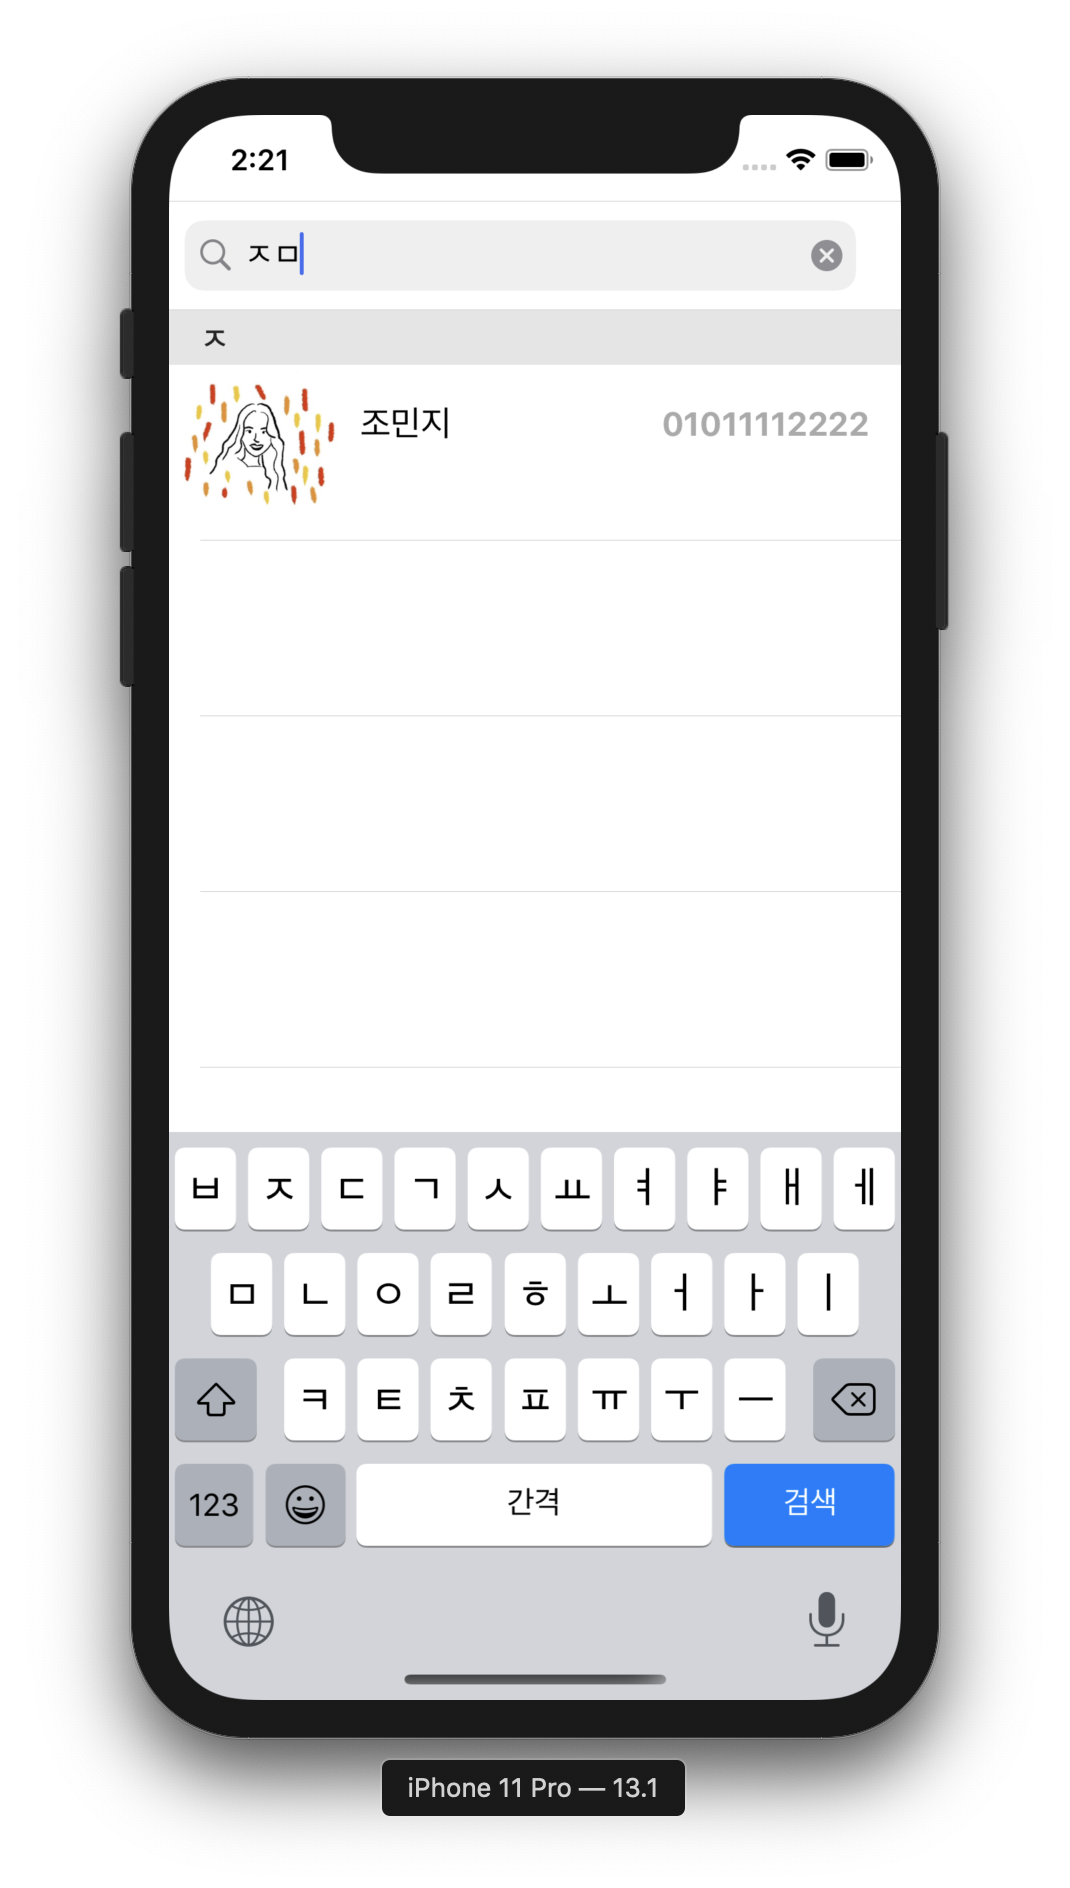 2:21
ㅈㅁ
ㅈ
조민지 01011112222
ㅂ ㅈ ㄷ ㄱ ㅅ ㅛ ㅕ ㅑ ㅐ ㅔ
ㅁ ㄴ ㅇ ㄹ ㅎ ㅗ ㅓ ㅏ ㅣ
ㅋ ㅌ ㅊ ㅍ ㅠ ㅜ ㅡ
123 간격 검색
iPhone 11 Pro — 13.1